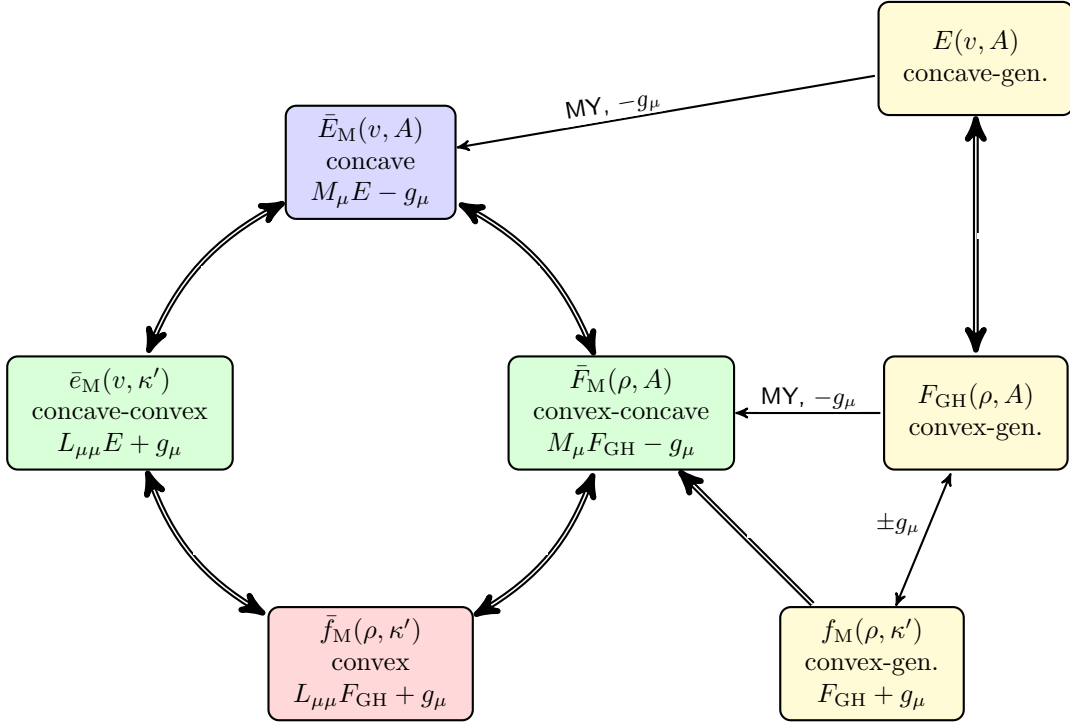 E(v, A)
concave-gen.
MY, −g_μ
Ē_M(v, A)
concave
M_μE − g_μ
ē_M(v, κ′)
concave-convex
L_μμE + g_μ
F̄_M(ρ, A)
convex-concave
M_μF_GH − g_μ
MY, −g_μ
F_GH(ρ, A)
convex-gen.
±g_μ
f̄_M(ρ, κ′)
convex
L_μμF_GH + g_μ
f_M(ρ, κ′)
convex-gen.
F_GH + g_μ